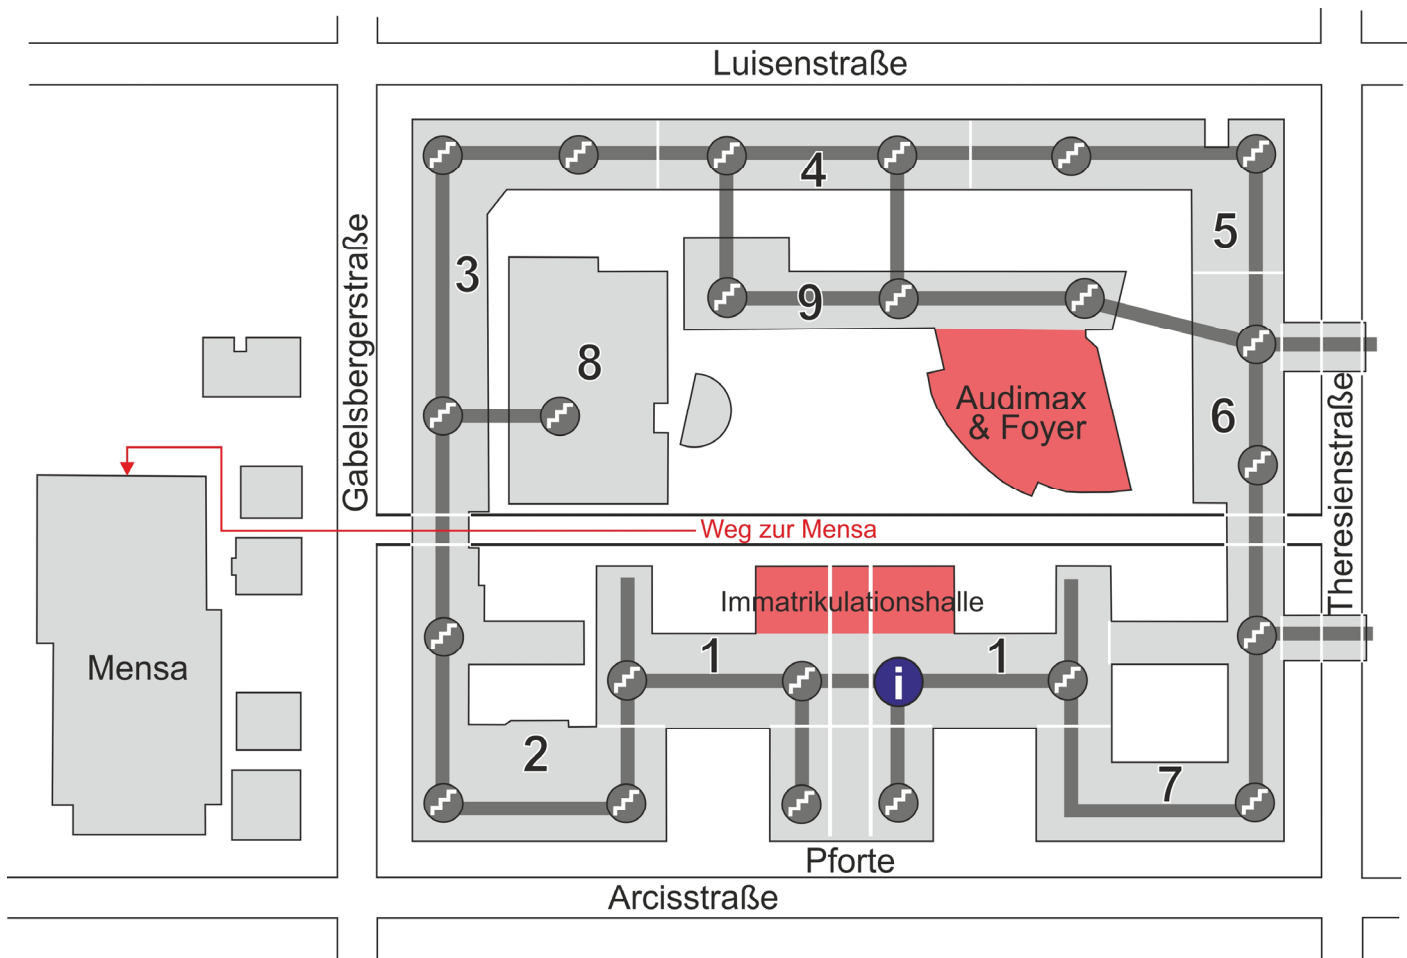 Luisenstraße
4
5
3
Gabelsbergerstraße
9
8
Audimax
& Foyer
6
Theresienstraße
Weg zur Mensa
Immatrikulationshalle
1
1
i
Mensa
2
7
Pforte
Arcisstraße